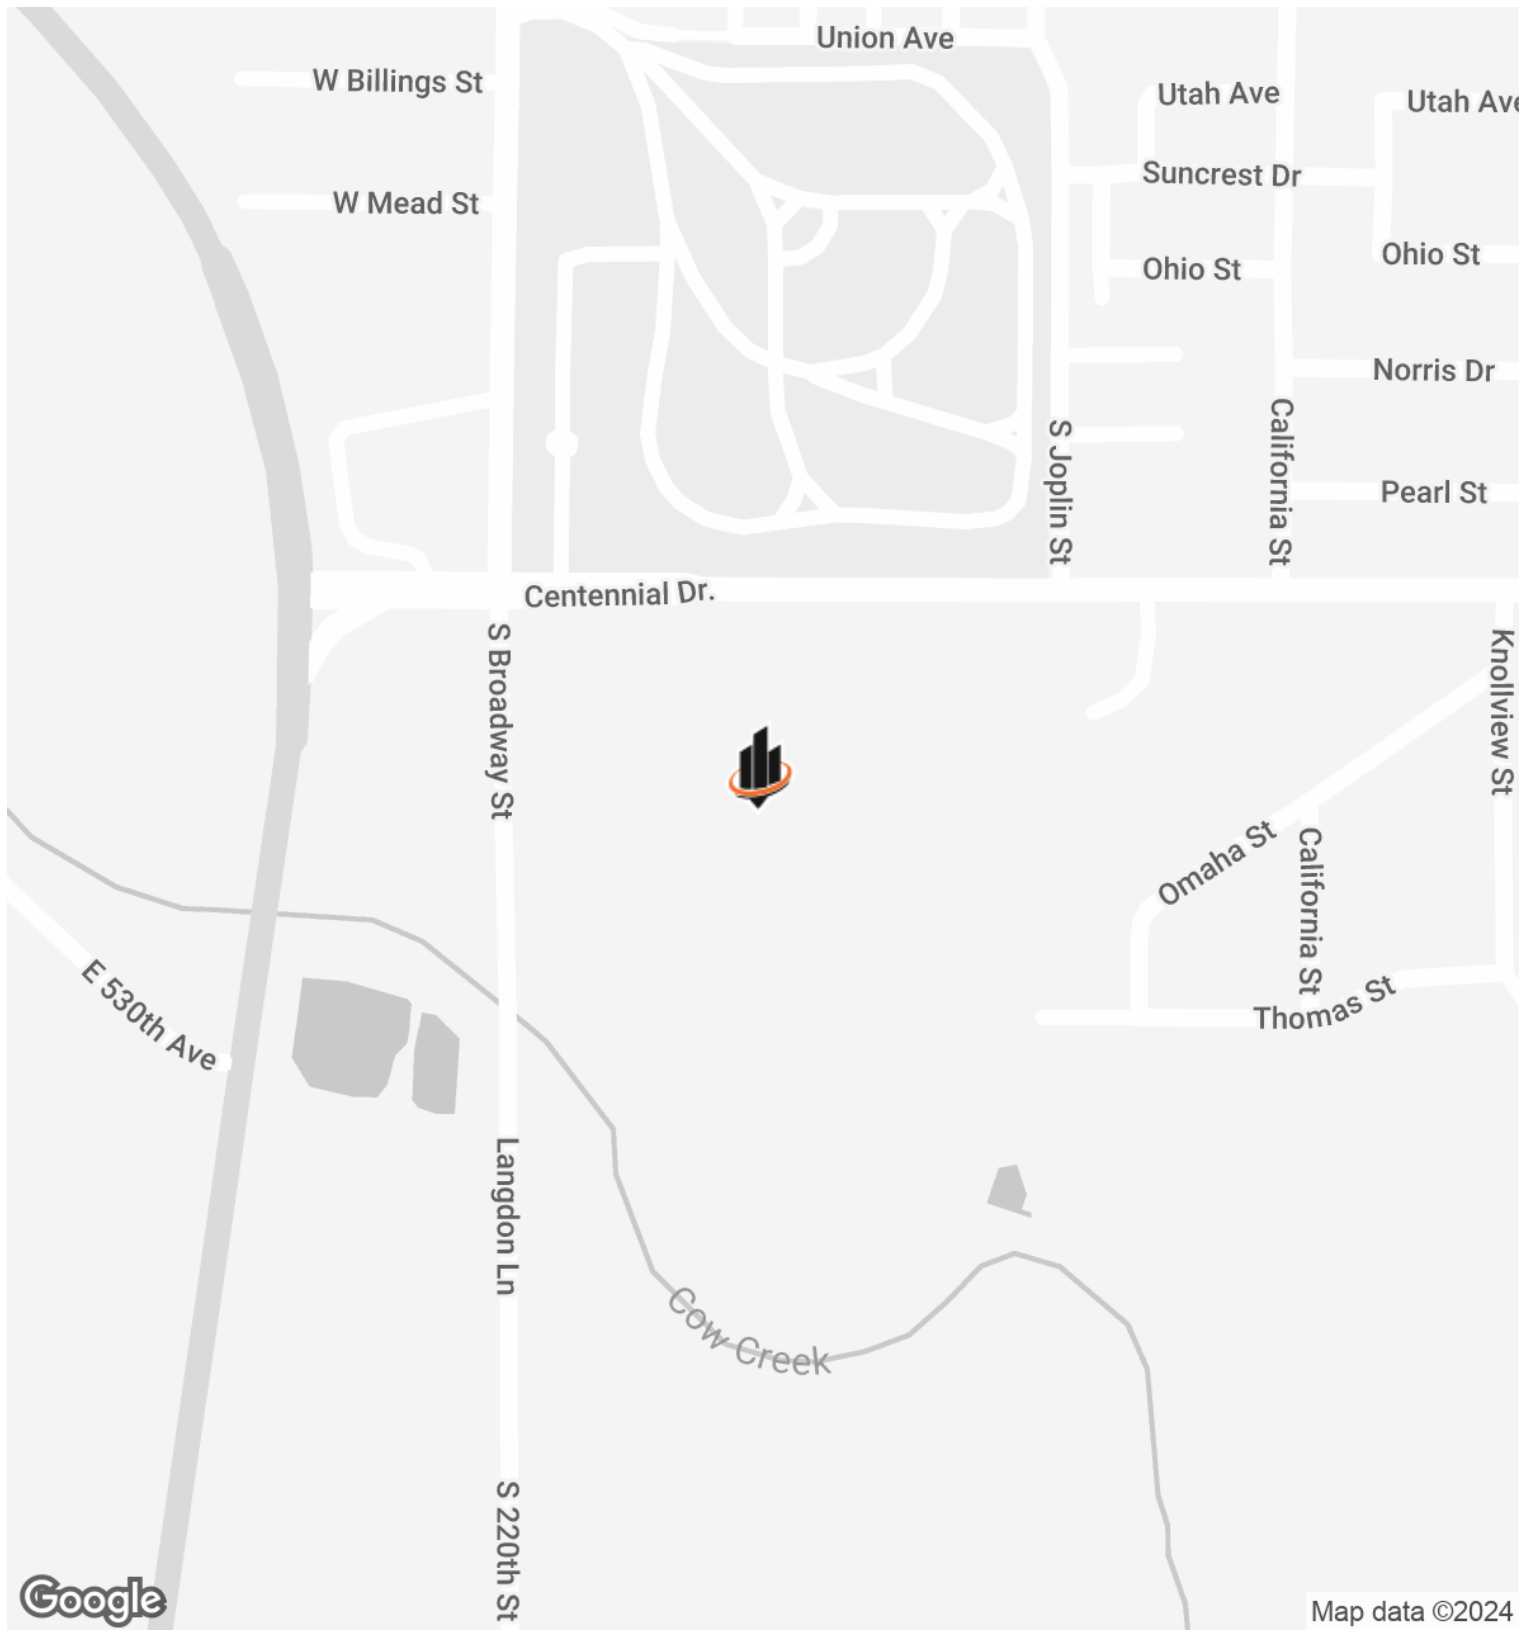 Union Ave
W Billings St
Utah Ave
Utah Ave
Suncrest Dr
W Mead St
Ohio St
Ohio St
Norris Dr
California St
S Joplin St
Pearl St
Centennial Dr.
S Broadway St
Knollview St
Omaha St
California St
E 530th Ave
Thomas St
Langdon Ln
Cow Creek
S 220th St
Google
Map data ©2024